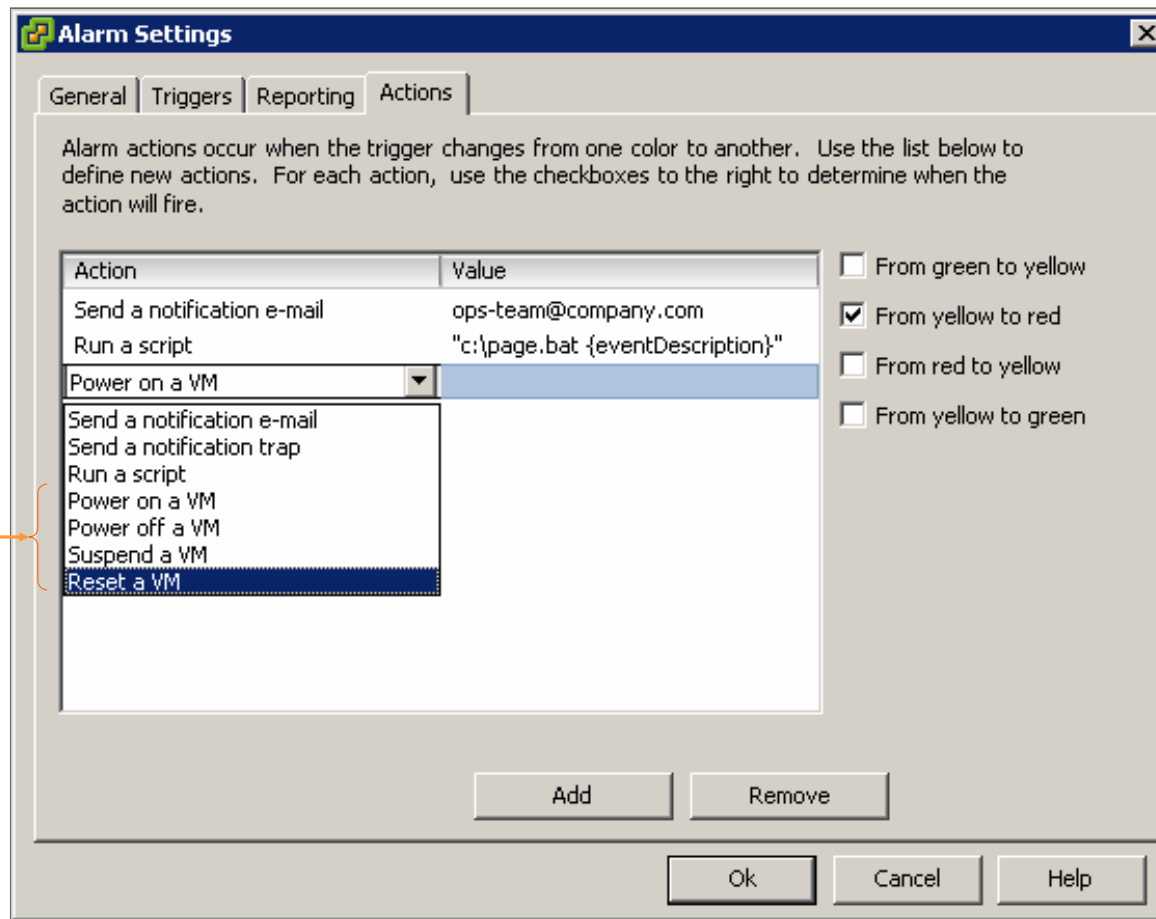 Alarm Settings
General Triggers Reporting Actions
Alarm actions occur when the trigger changes from one color to another. Use the list below to
define new actions. For each action, use the checkboxes to the right to determine when the
action will fire.
Action Value
Send a notification e-mail ops-team@company.com
Run a script "c:\page.bat -{eventDescription}"
Power on a VM
Send a notification e-mail
Send a notification trap
Run a script
Power on a VM
Power off a VM
Suspend a VM
Reset a VM
From green to yellow
From yellow to red
From red to yellow
From yellow to green
Add Remove
Ok Cancel Help